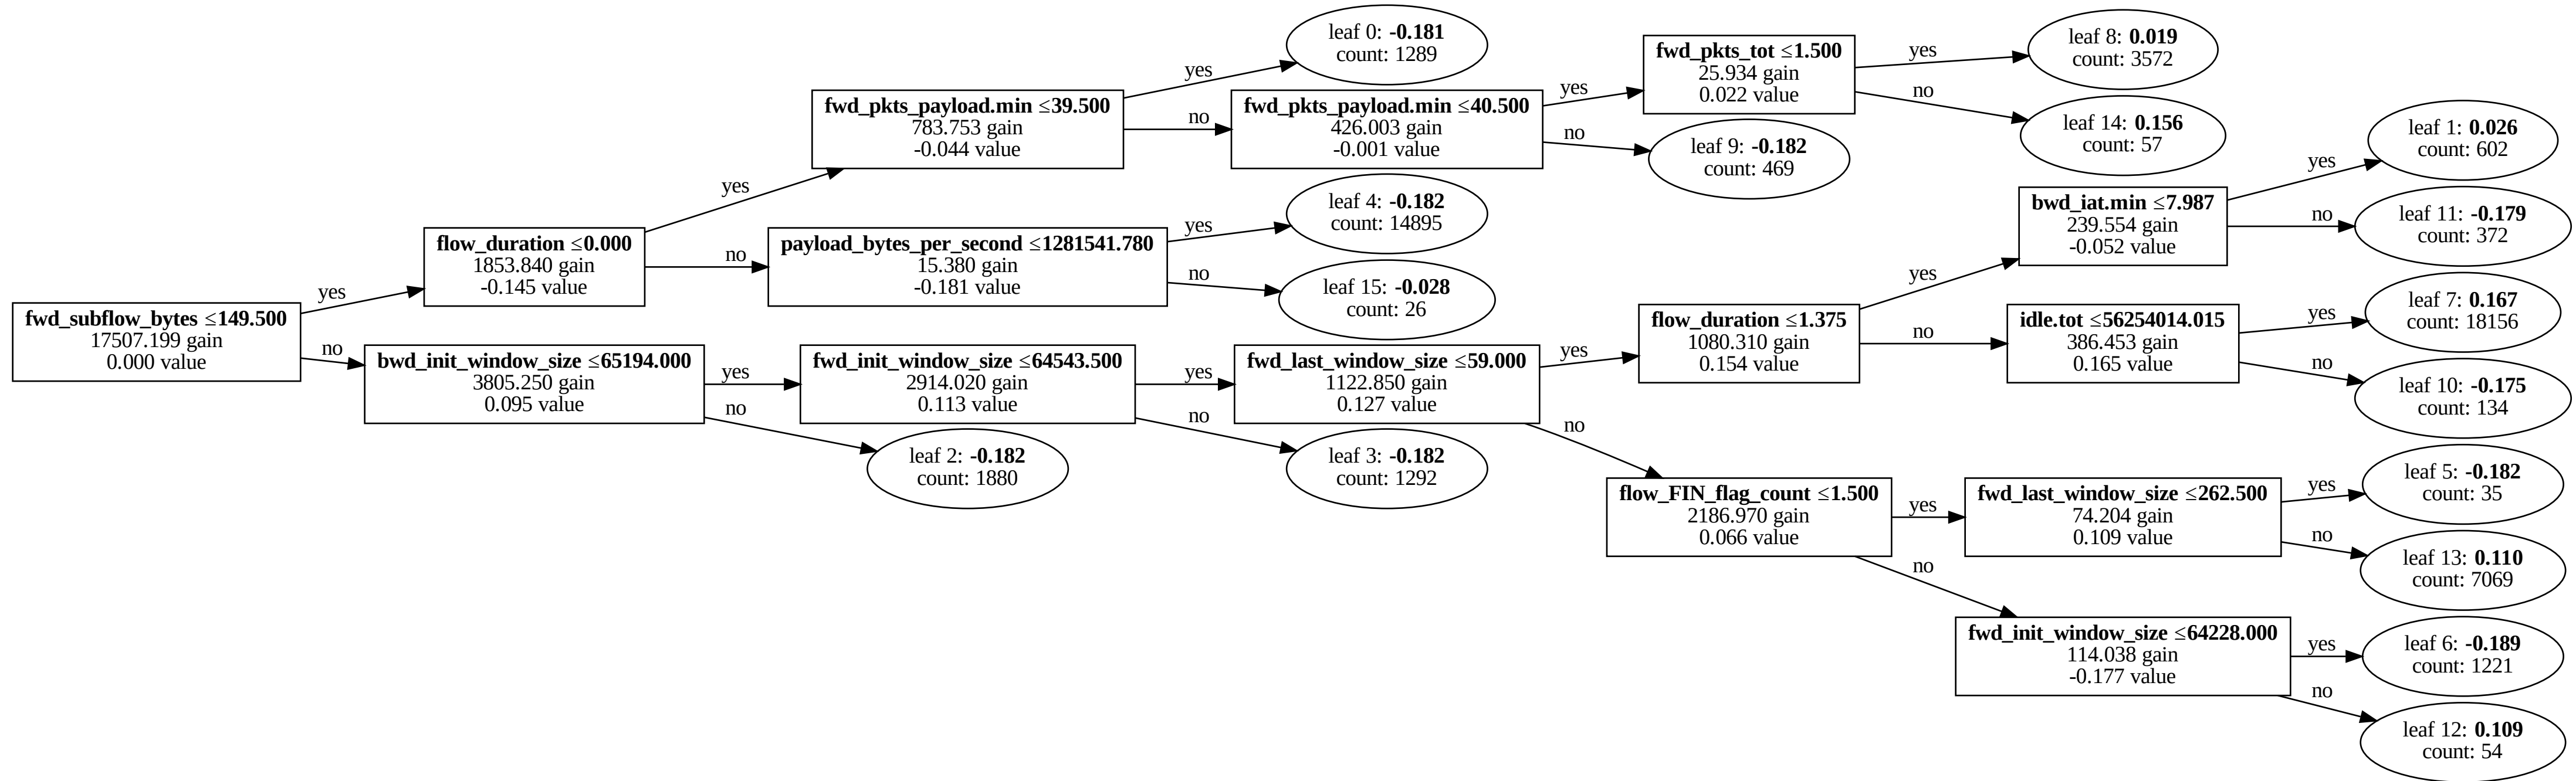 leaf 0: -0.181
count: 1289
yes
fwd_pkts_payload.min ≤39.500
783.753 gain
-0.044 value
no
fwd_pkts_payload.min ≤40.500
426.003 gain
-0.001 value
yes
fwd_pkts_tot ≤1.500
25.934 gain
0.022 value
yes
leaf 8: 0.019
count: 3572
no
leaf 14: 0.156
count: 57
no
leaf 9: -0.182
count: 469
yes
flow_duration ≤0.000
1853.840 gain
-0.145 value
no
payload_bytes_per_second ≤1281541.780
15.380 gain
-0.181 value
yes
leaf 4: -0.182
count: 14895
no
leaf 15: -0.028
count: 26
yes
fwd_subflow_bytes ≤149.500
17507.199 gain
0.000 value
no
bwd_init_window_size ≤65194.000
3805.250 gain
0.095 value
yes
no
leaf 2: -0.182
count: 1880
fwd_init_window_size ≤64543.500
2914.020 gain
0.113 value
yes
no
leaf 3: -0.182
count: 1292
fwd_last_window_size ≤59.000
1122.850 gain
0.127 value
yes
no
flow_duration ≤1.375
1080.310 gain
0.154 value
yes
bwd_iat.min ≤7.987
239.554 gain
-0.052 value
yes
leaf 1: 0.026
count: 602
no
leaf 11: -0.179
count: 372
no
idle.tot ≤56254014.015
386.453 gain
0.165 value
yes
leaf 7: 0.167
count: 18156
no
leaf 10: -0.175
count: 134
flow_FIN_flag_count ≤1.500
2186.970 gain
0.066 value
yes
fwd_last_window_size ≤262.500
74.204 gain
0.109 value
yes
leaf 5: -0.182
count: 35
no
leaf 13: 0.110
count: 7069
no
fwd_init_window_size ≤64228.000
114.038 gain
-0.177 value
yes
leaf 6: -0.189
count: 1221
no
leaf 12: 0.109
count: 54